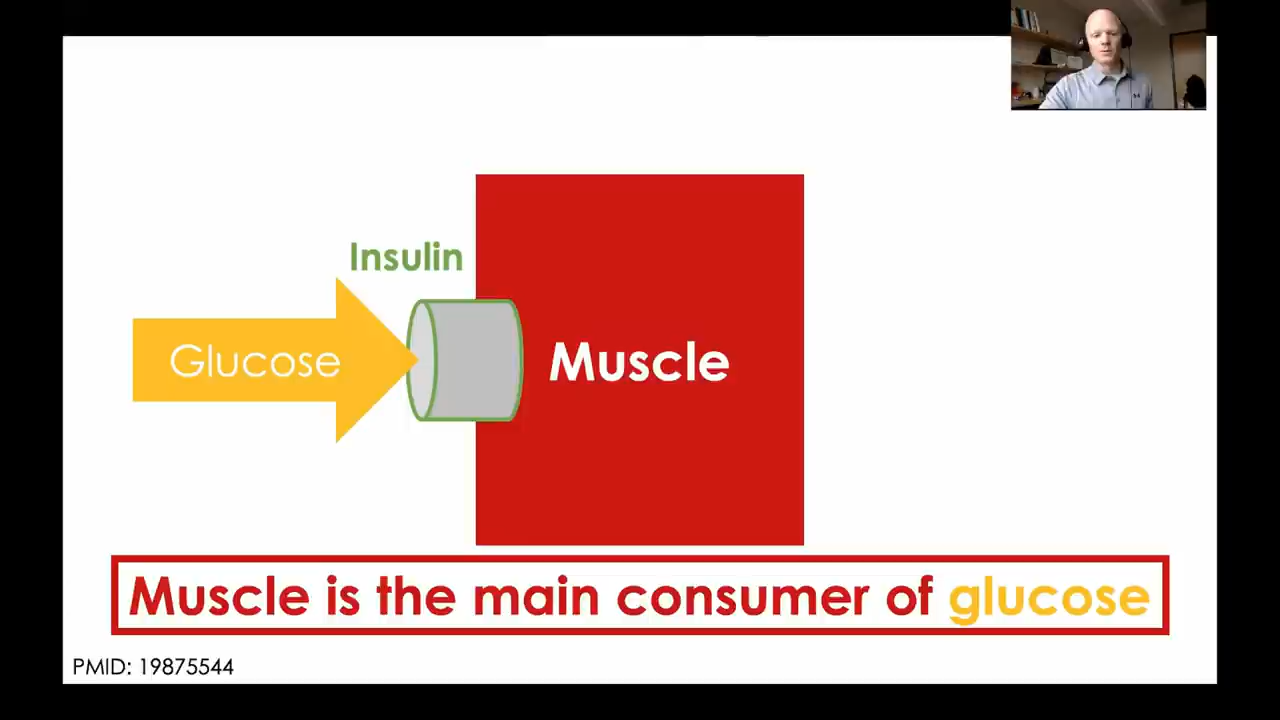 Insulin
Glucose
Muscle
Muscle is the main consumer of glucose
PMID: 19875544